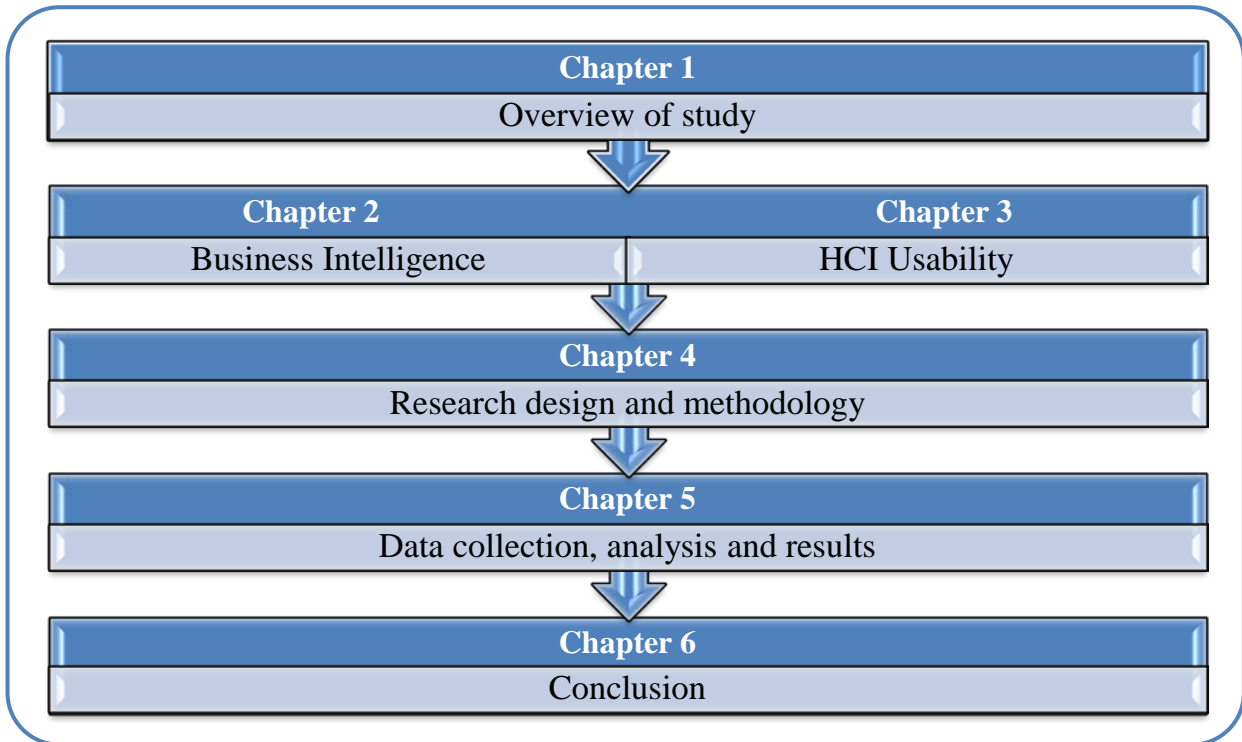 Chapter 1
Overview of study
Chapter 2
Business Intelligence
Chapter 3
HCI Usability
Chapter 4
Research design and methodology
Chapter 5
Data collection, analysis and results
Chapter 6
Conclusion